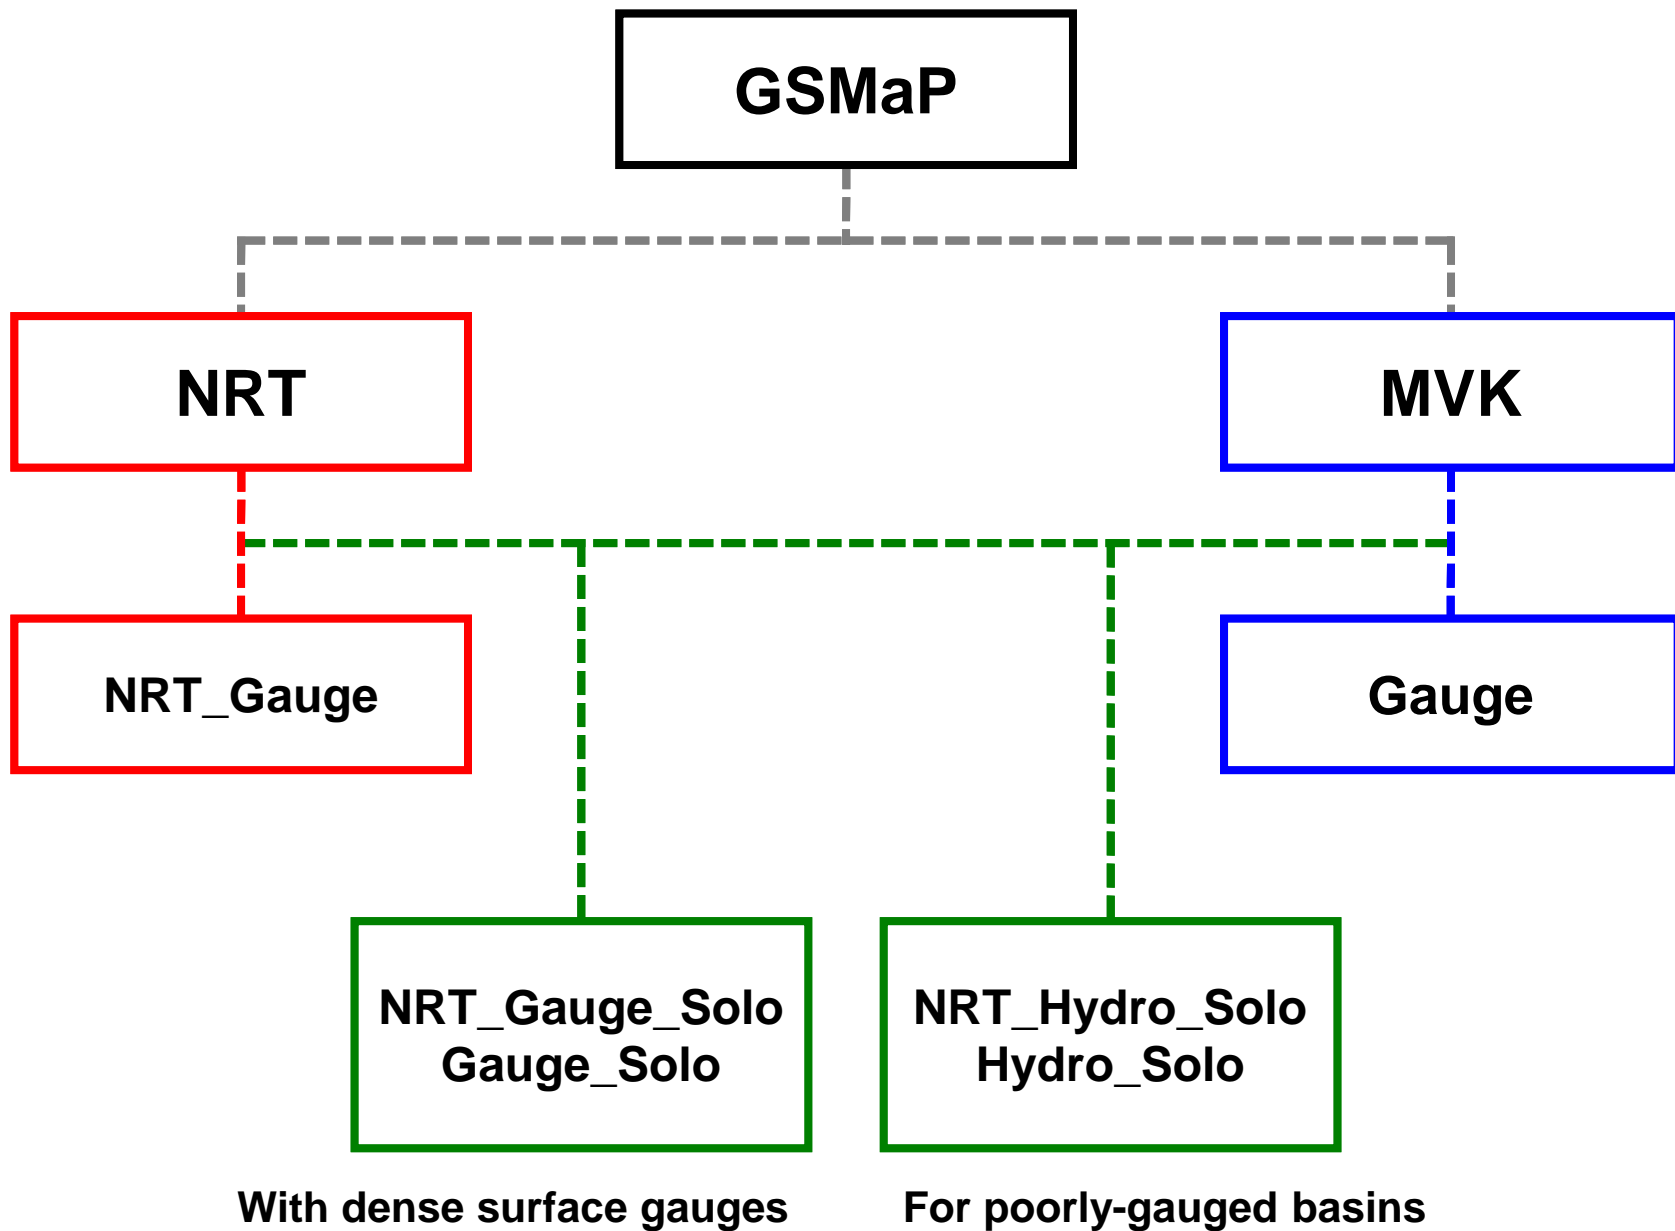 GSMaP
NRT
MVK
NRT_Gauge
Gauge
NRT_Gauge_Solo
Gauge_Solo
NRT_Hydro_Solo
Hydro_Solo
With dense surface gauges
For poorly-gauged basins